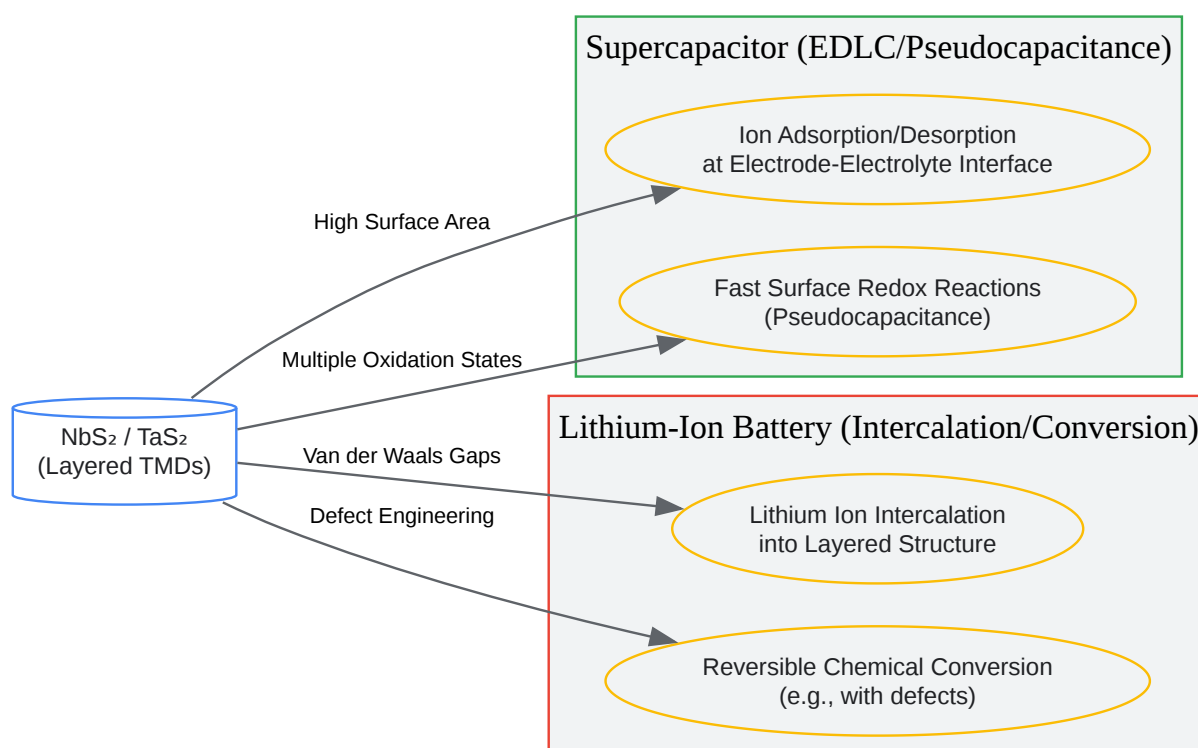 Supercapacitor (EDLC/Pseudocapacitance)
Ion Adsorption/Desorption
at Electrode-Electrolyte Interface
High Surface Area
Fast Surface Redox Reactions
(Pseudocapacitance)
Multiple Oxidation States
NbS₂ / TaS₂
(Layered TMDs)
Lithium-Ion Battery (Intercalation/Conversion)
Van der Waals Gaps
Lithium Ion Intercalation
into Layered Structure
Defect Engineering
Reversible Chemical Conversion
(e.g., with defects)